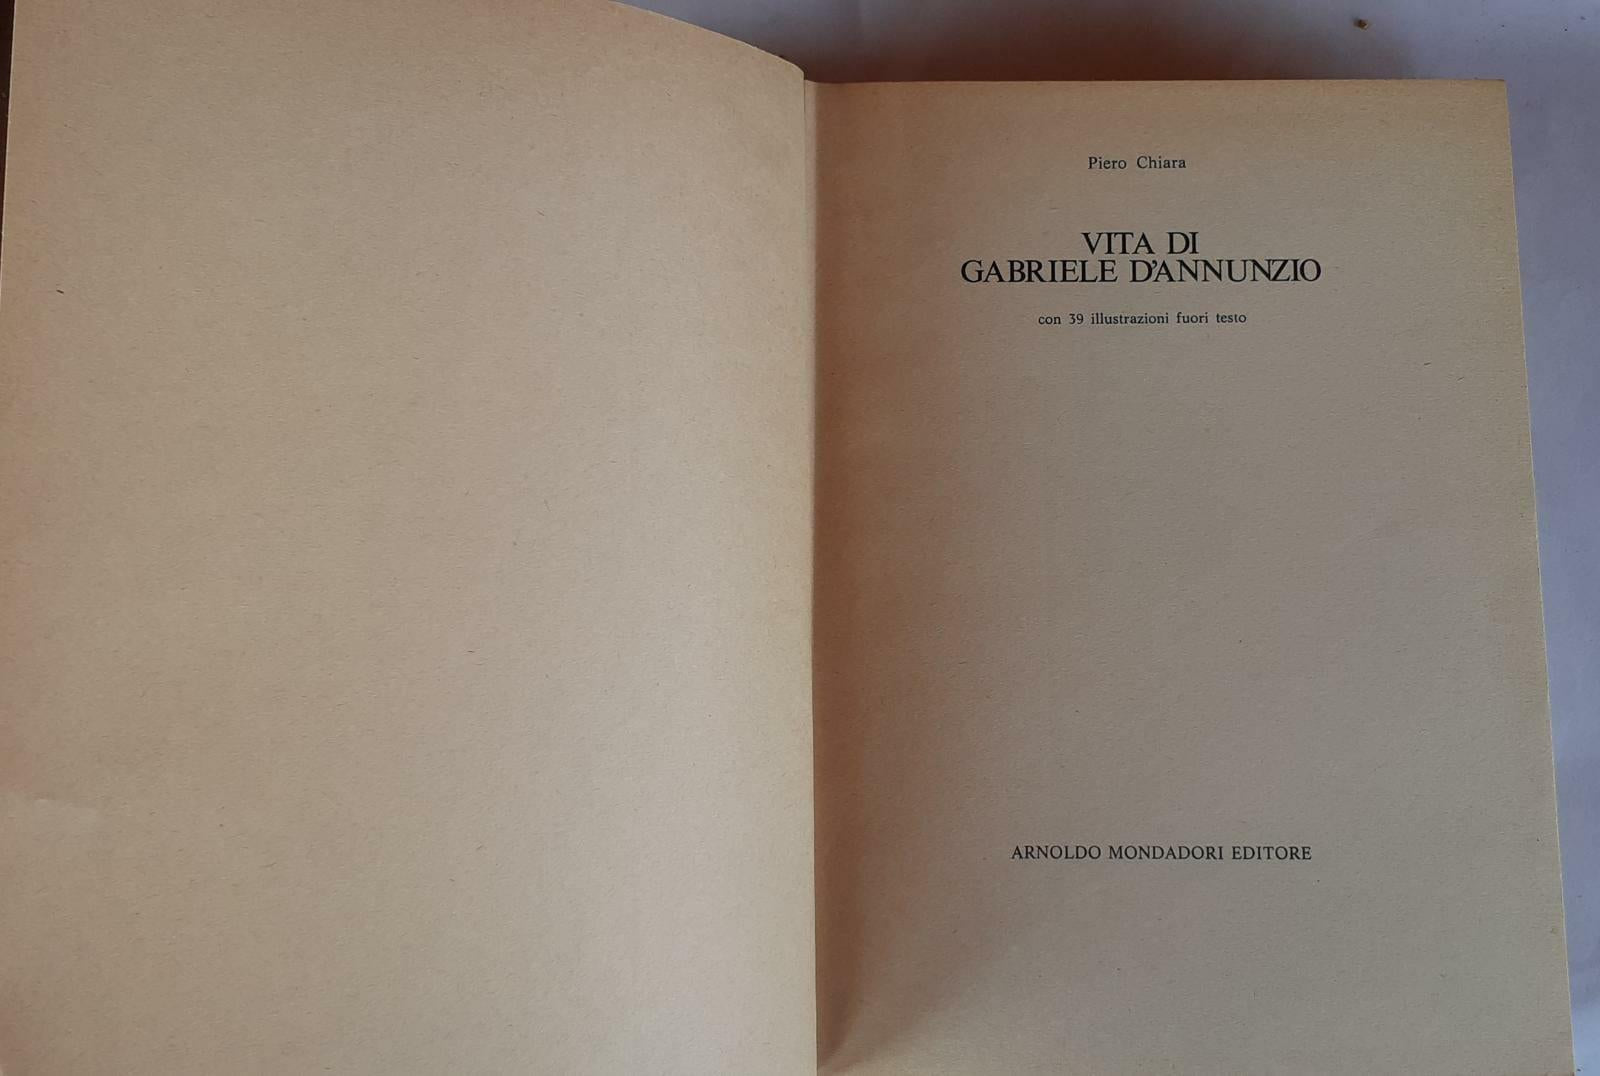 Piero Chiara
VITA DI
GABRIELE D'ANNUNZIO
con 39 illustrazioni fuori testo
ARNOLDO MONDADORI EDITORE